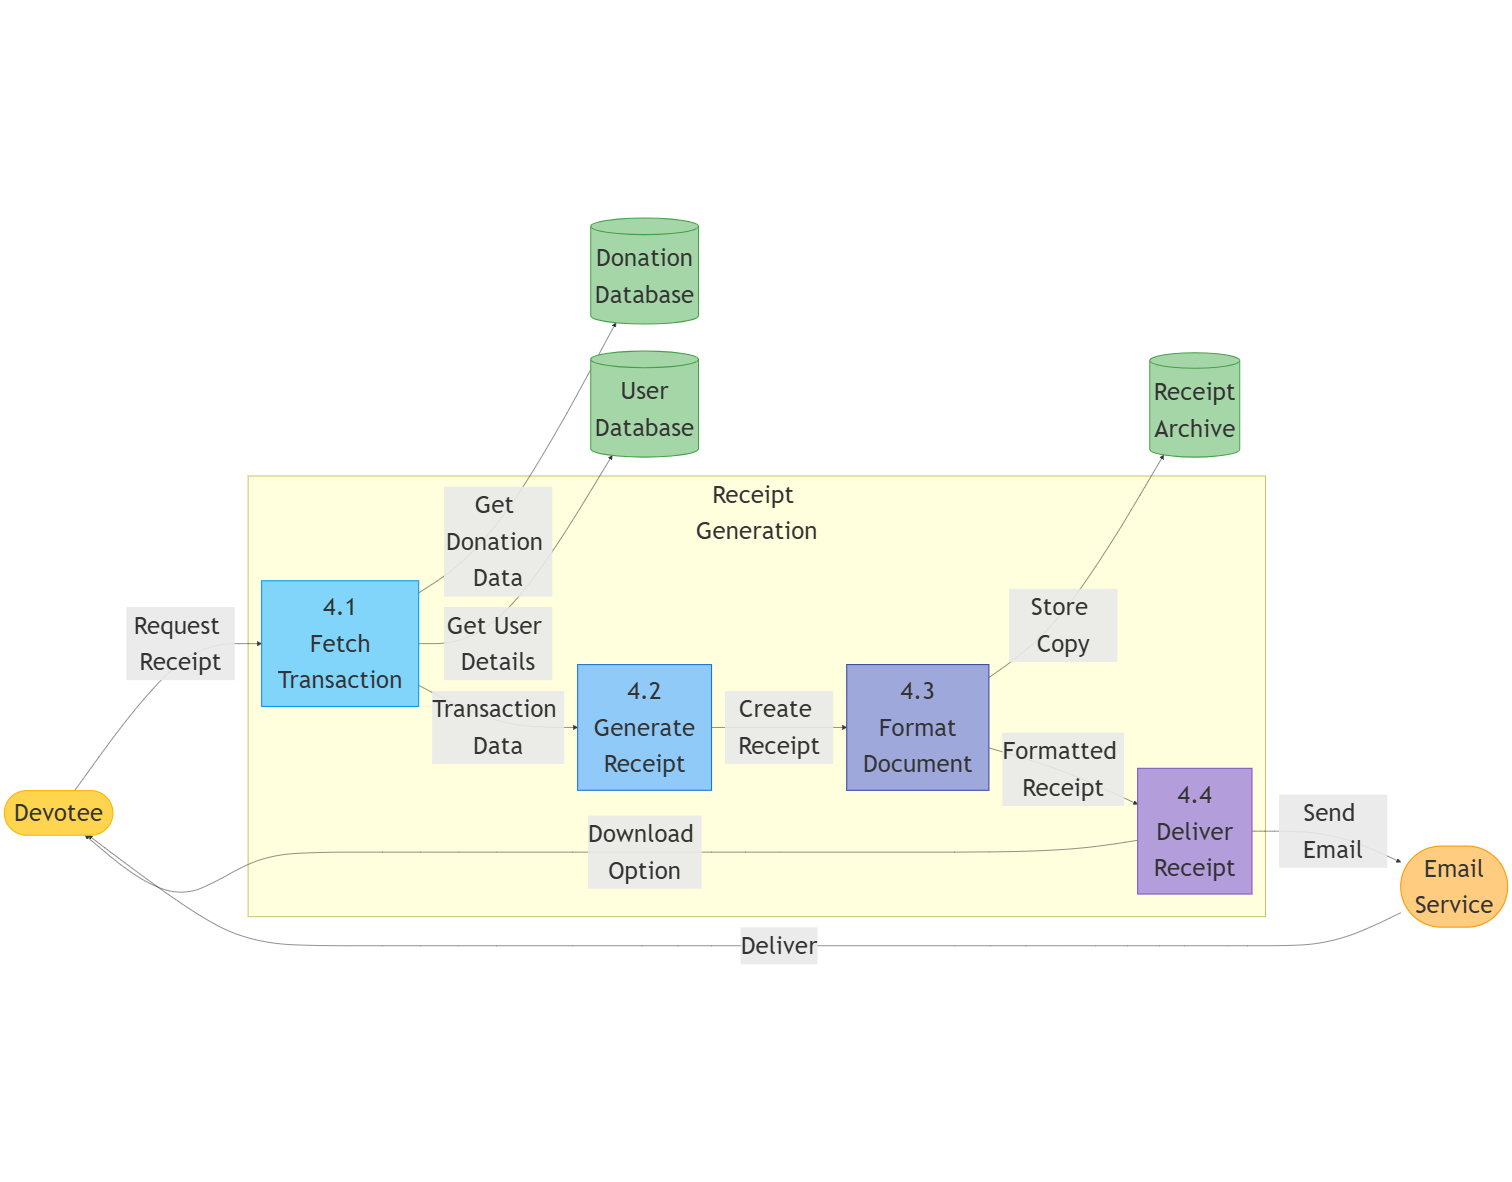 Donation
Database
User
Database
Receipt
Archive
Receipt
Generation
Get
Donation
Data
4.1
Fetch
Transaction
Request
Receipt
Get User
Details
Store
Copy
4.2
Generate
Receipt
Transaction
Data
Create
Receipt
4.3
Format
Document
Formatted
Receipt
4.4
Deliver
Receipt
Devotee
Download
Option
Send
Email
Email
Service
Deliver